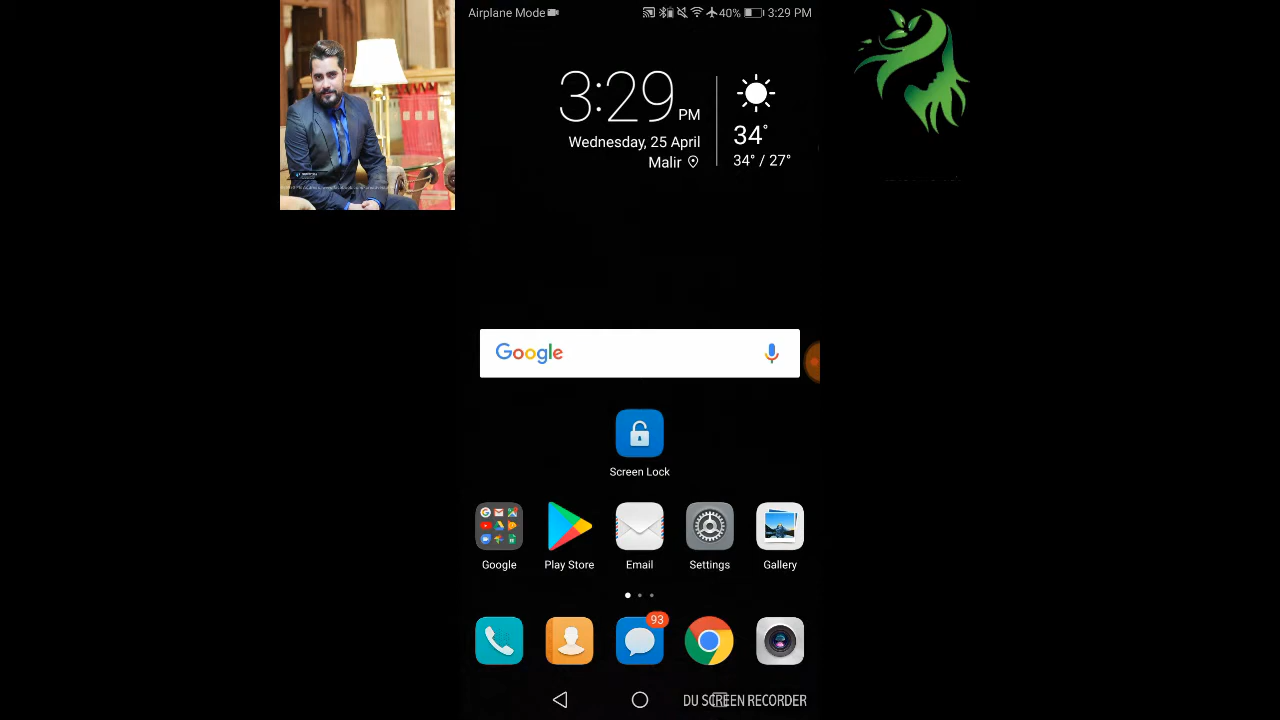 Airplane Mode
40% 3:29 PM
3:29 PM
Wednesday, 25 April
Malir
34°
34° / 27°
Google
Screen Lock
Google
Play Store
Email
Settings
Gallery
93
DU SCREEN RECORDER